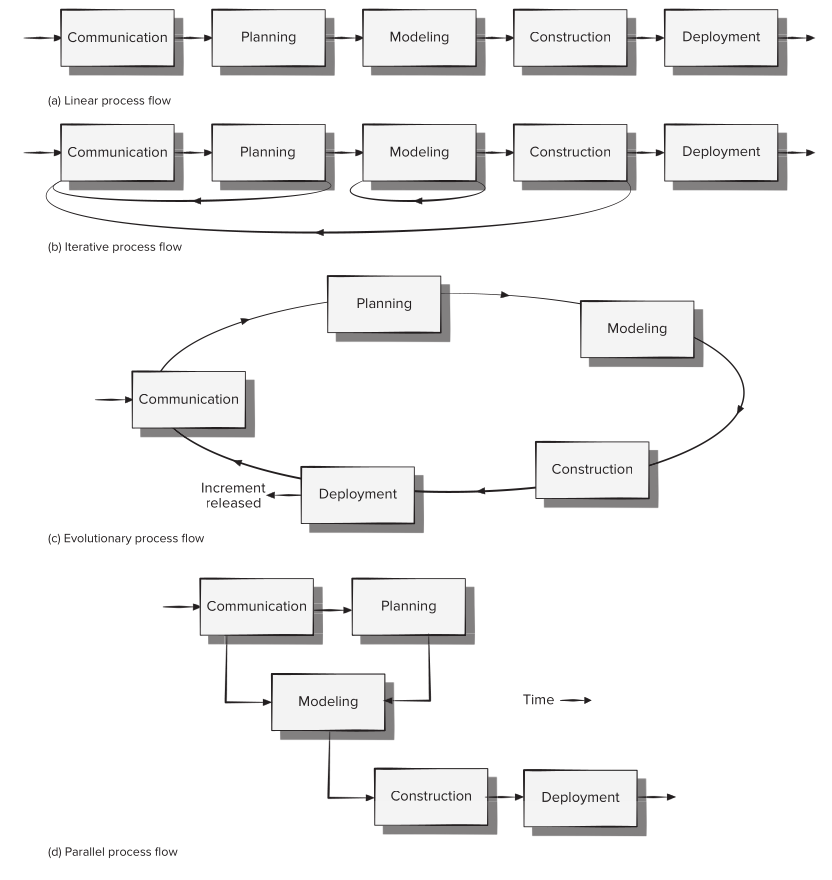 Communication
Planning
Modeling
Construction
Deployment
(a) Linear process flow
Communication
Planning
Modeling
Construction
Deployment
(b) Iterative process flow
Planning
Modeling
Communication
Construction
Increment
released
Deployment
(c) Evolutionary process flow
Communication
Planning
Modeling
Time
Construction
Deployment
(d) Parallel process flow